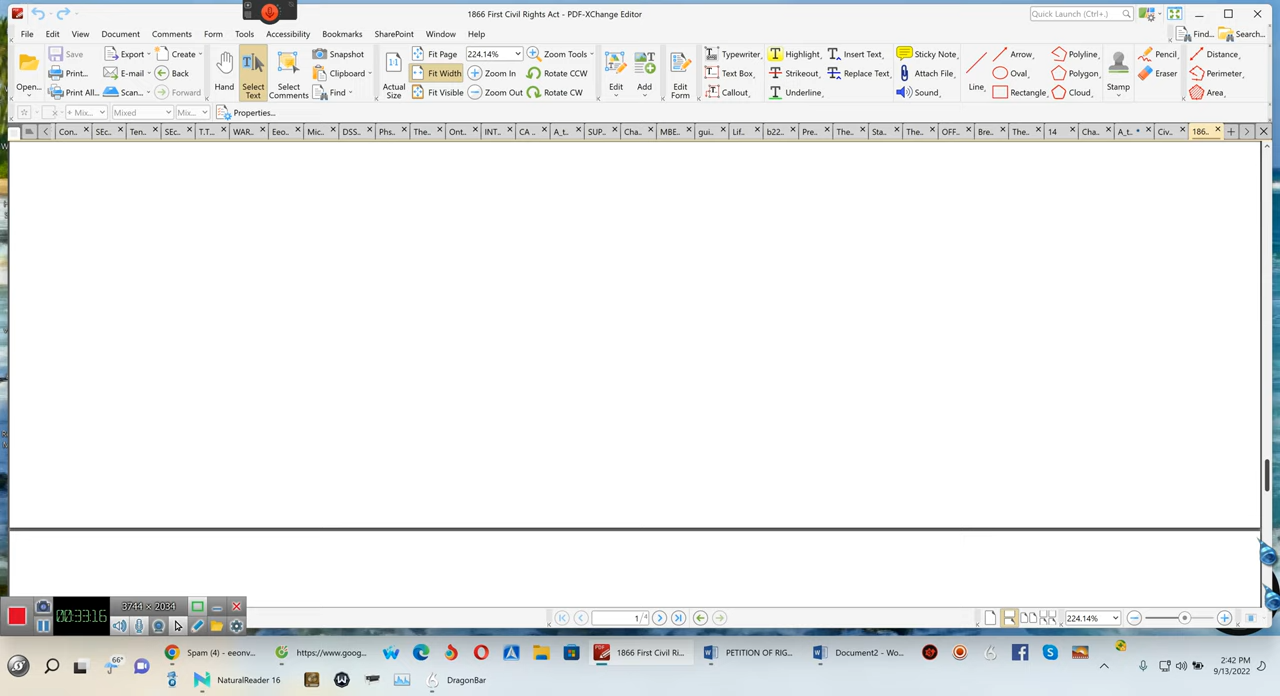 1866 First Civil Rights Act - PDF-XChange Editor
Quick Launch (Ctrl+.)
File Edit View Document Comments Form Tools Accessibility Bookmarks SharePoint Window Help
Find... Search...
Open... Save Print... Print All... Export E-mail Scan... Create Back Forward
Hand Select Text Select Comments Snapshot Clipboard Find
Actual Size Fit Page Fit Width Fit Visible 224.14% Zoom In Zoom Out Zoom Tools Rotate CCW Rotate CW
Edit Add Edit Form Typewriter, Text Box, Callout, Highlight, Strikeout, Underline, Insert Text, Replace Text,
Sticky Note, Attach File, Sound, Line, Arrow, Oval, Rectangle, Polyline, Polygon, Cloud, Stamp Pencil, Eraser Distance, Perimeter, Area,
+ Mix... Mixed Mix... Properties...
Con.. SEc.. Ten.. SEc.. T.T.. WAR.. Eeo.. Mic.. DSS.. Phs.. The.. Ont.. INT.. CA .. A_t.. SUP.. Cha.. MBE.. gui.. Lif.. b22.. Pre.. The.. Sta.. The.. OFF.. Bre.. The.. 14 Cha.. A_t.. Civ.. 186..
00:33:16
3744 × 2034
1/4
224.14%
66°
Spam (4) - eeonv...
https://www.goog...
1866 First Civil Ri...
PETITION OF RIG...
Document2 - Wo...
2:42 PM
9/13/2022
NaturalReader 16
DragonBar